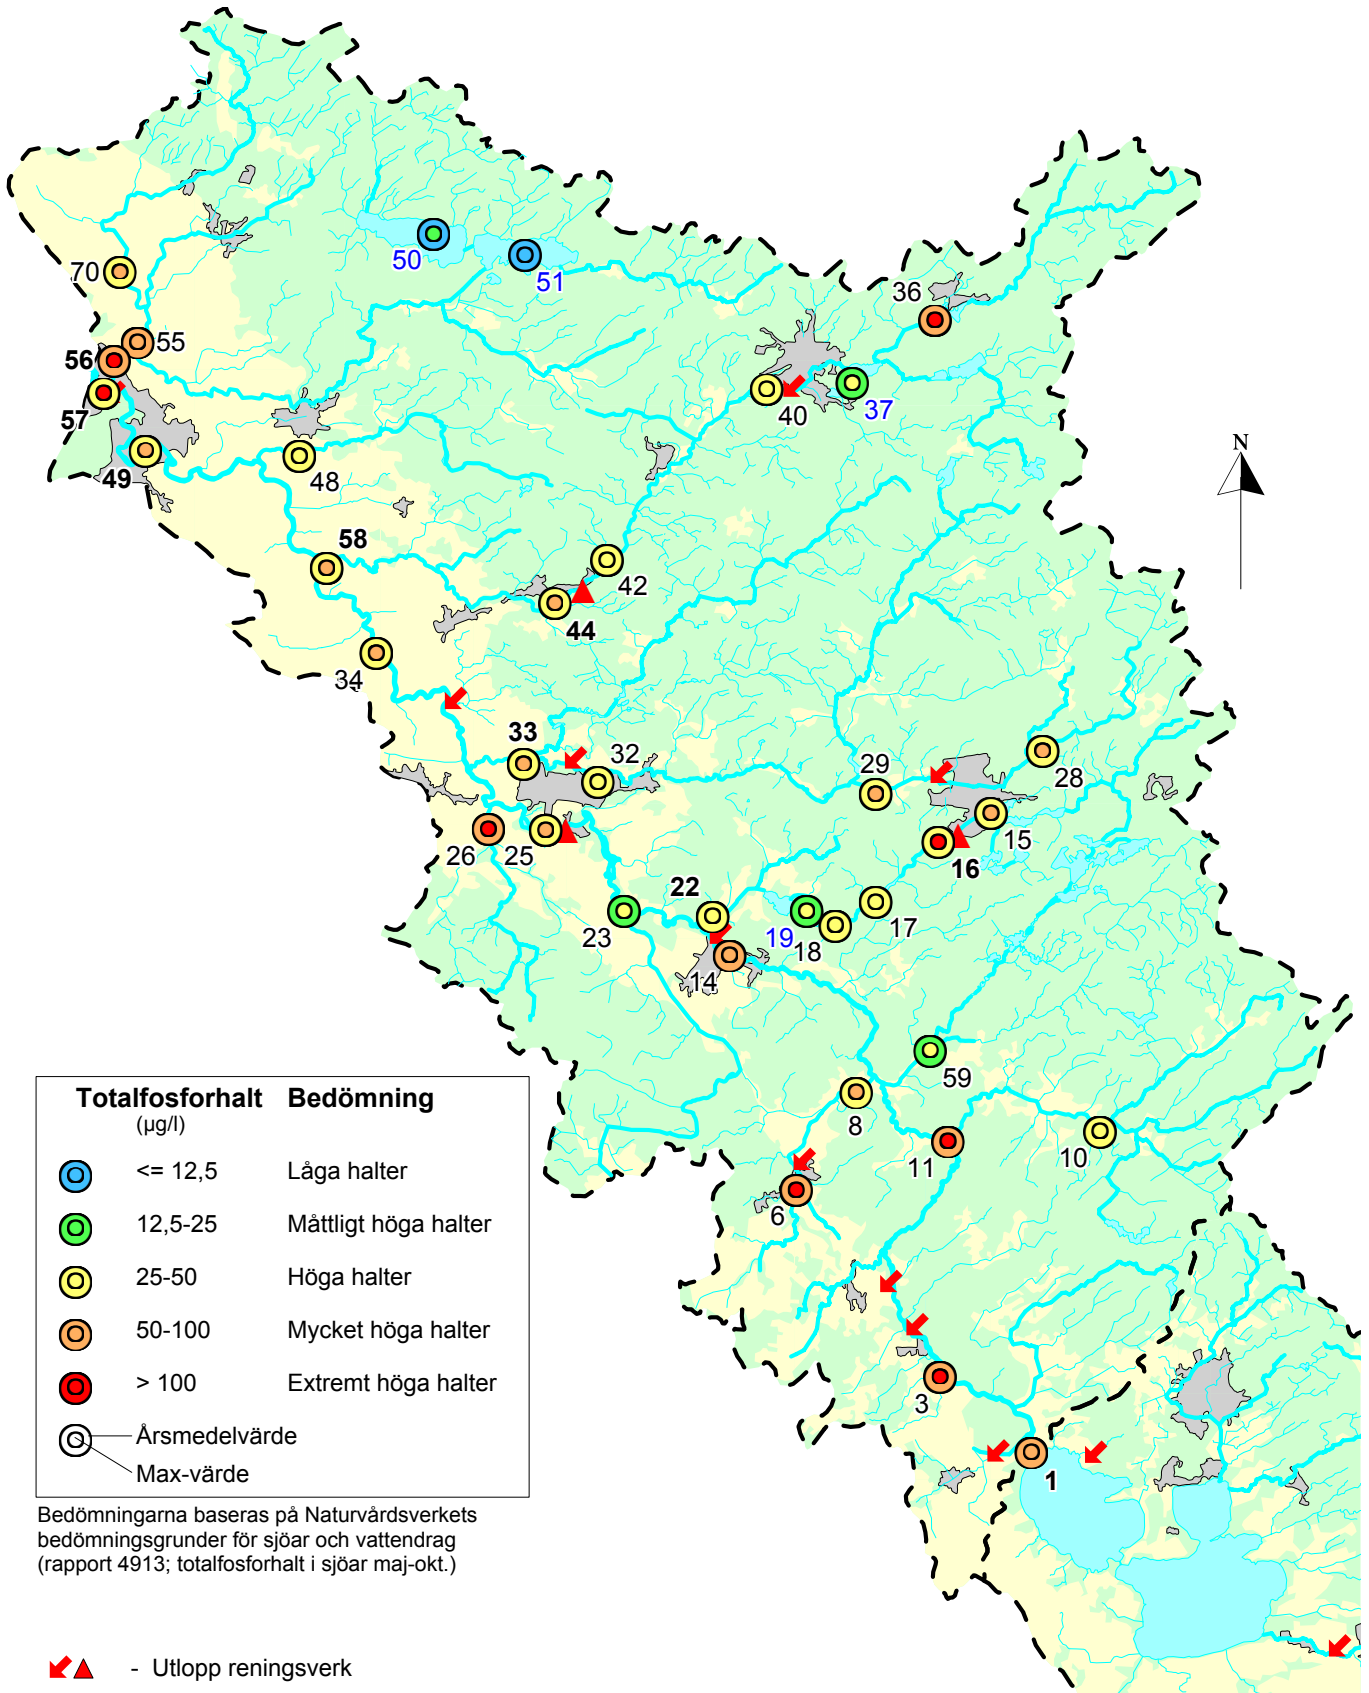 50
51
70
36
55
56
57
40
37
N
49
48
58
42
44
34
33
32
29
28
26
25
15
16
22
23
19
18
17
14
59
8
11
10
6
3
1
Totalfosforhalt Bedömning
(µg/l)
<= 12,5 Låga halter
12,5-25 Måttligt höga halter
25-50 Höga halter
50-100 Mycket höga halter
> 100 Extremt höga halter
Årsmedelvärde
Max-värde
Bedömningarna baseras på Naturvårdsverkets
bedömningsgrunder för sjöar och vattendrag
(rapport 4913; totalfosforhalt i sjöar maj-okt.)
- Utlopp reningsverk